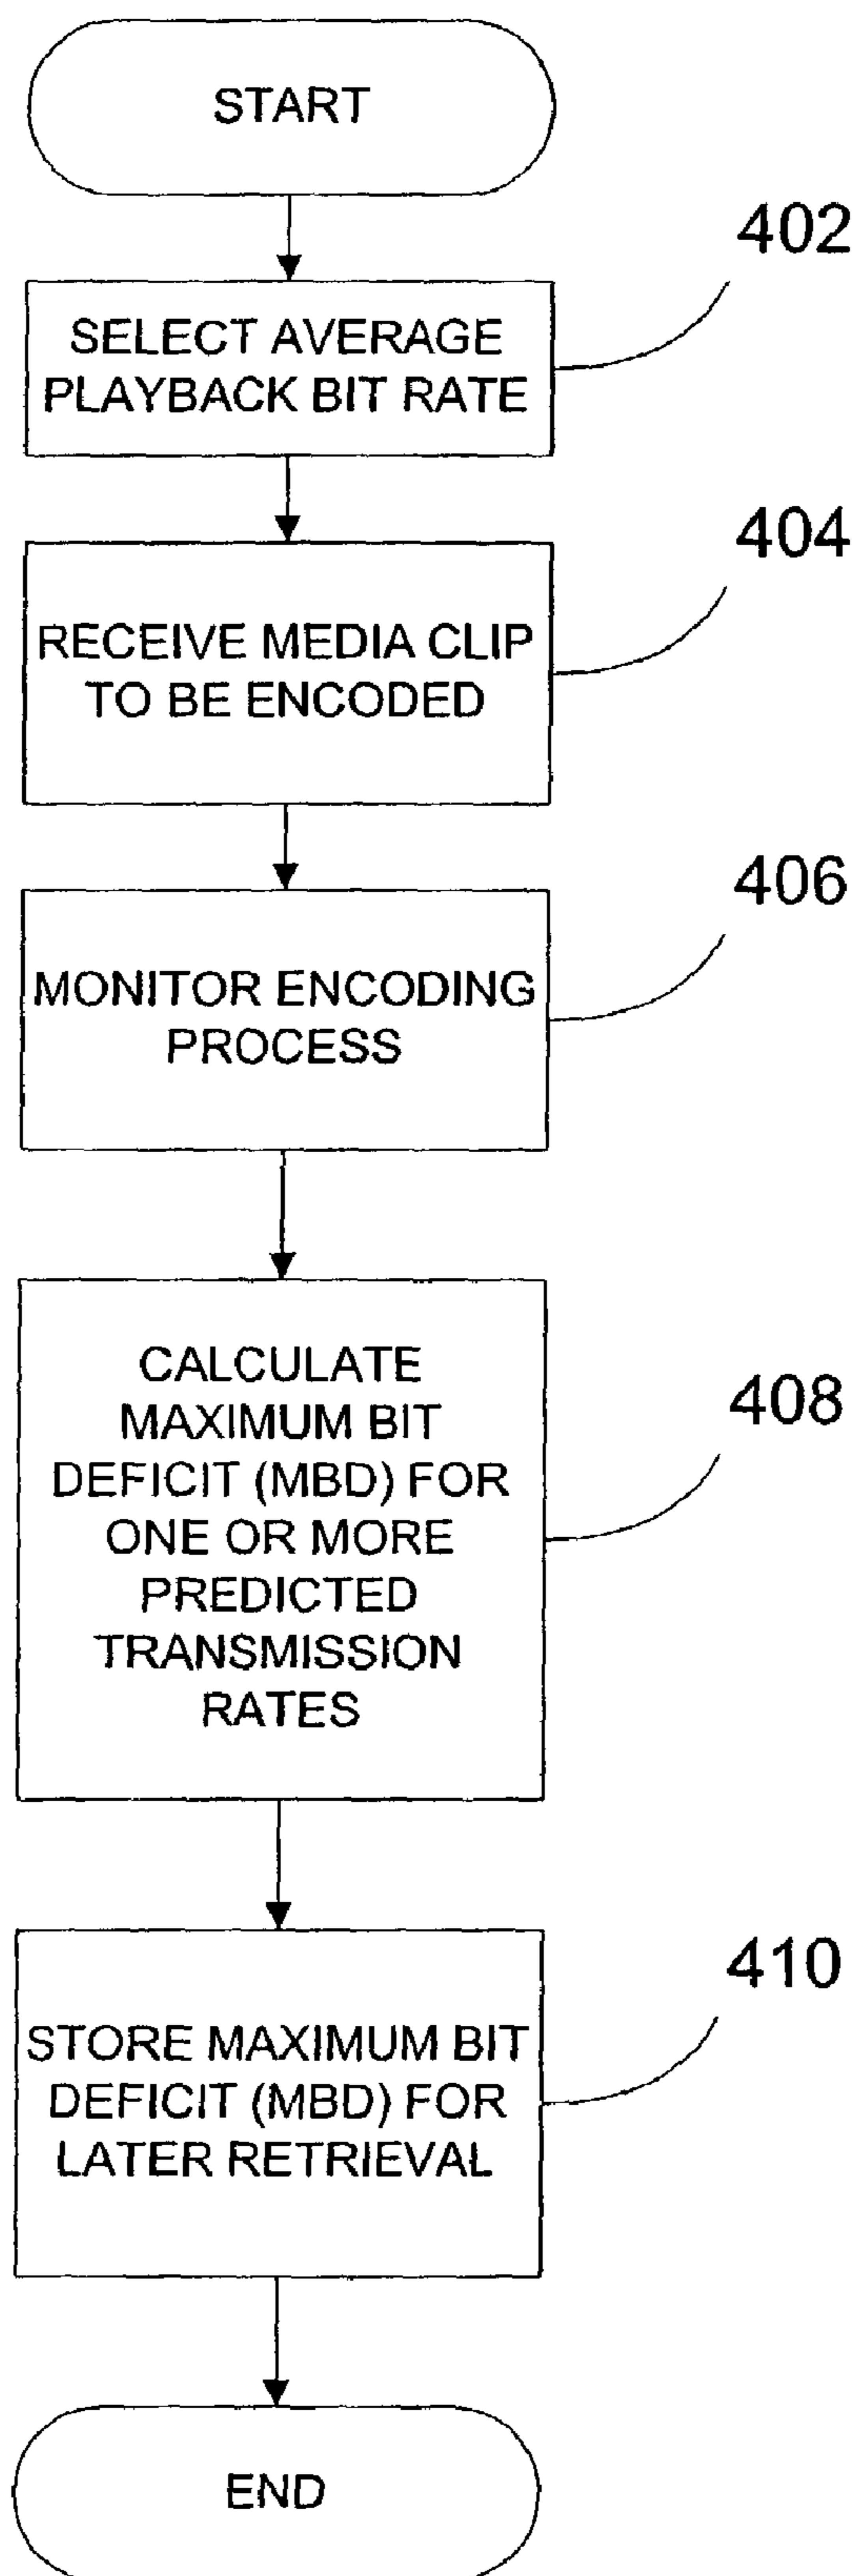 START
402
SELECT AVERAGE
PLAYBACK BIT RATE
404
RECEIVE MEDIA CLIP
TO BE ENCODED
406
MONITOR ENCODING
PROCESS
408
CALCULATE
MAXIMUM BIT
DEFICIT (MBD) FOR
ONE OR MORE
PREDICTED
TRANSMISSION
RATES
410
STORE MAXIMUM BIT
DEFICIT (MBD) FOR
LATER RETRIEVAL
END